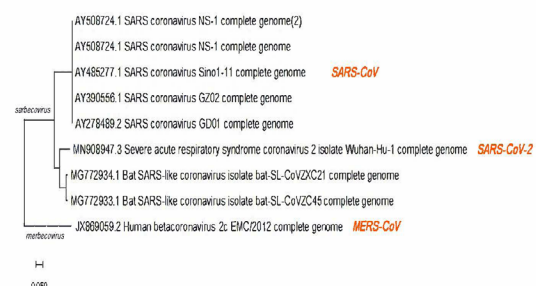 AY508724.1 SARS coronavirus NS-1 complete genome(2)
AY508724.1 SARS coronavirus NS-1 complete genome
AY485277.1 SARS coronavirus Sino1-11 complete genome SARS-CoV
AY390556.1 SARS coronavirus GZ02 complete genome
sarbecovirus
AY278489.2 SARS coronavirus GD01 complete genome
MN908947.3 Severe acute respiratory syndrome coronavirus 2 isolate Wuhan-Hu-1 complete genome SARS-CoV-2
MG772934.1 Bat SARS-like coronavirus isolate bat-SL-CoVZXC21 complete genome
MG772933.1 Bat SARS-like coronavirus isolate bat-SL-CoVZC45 complete genome
JX869059.2 Human betacoronavirus 2c EMC/2012 complete genome MERS-CoV
merbecovirus
0.050